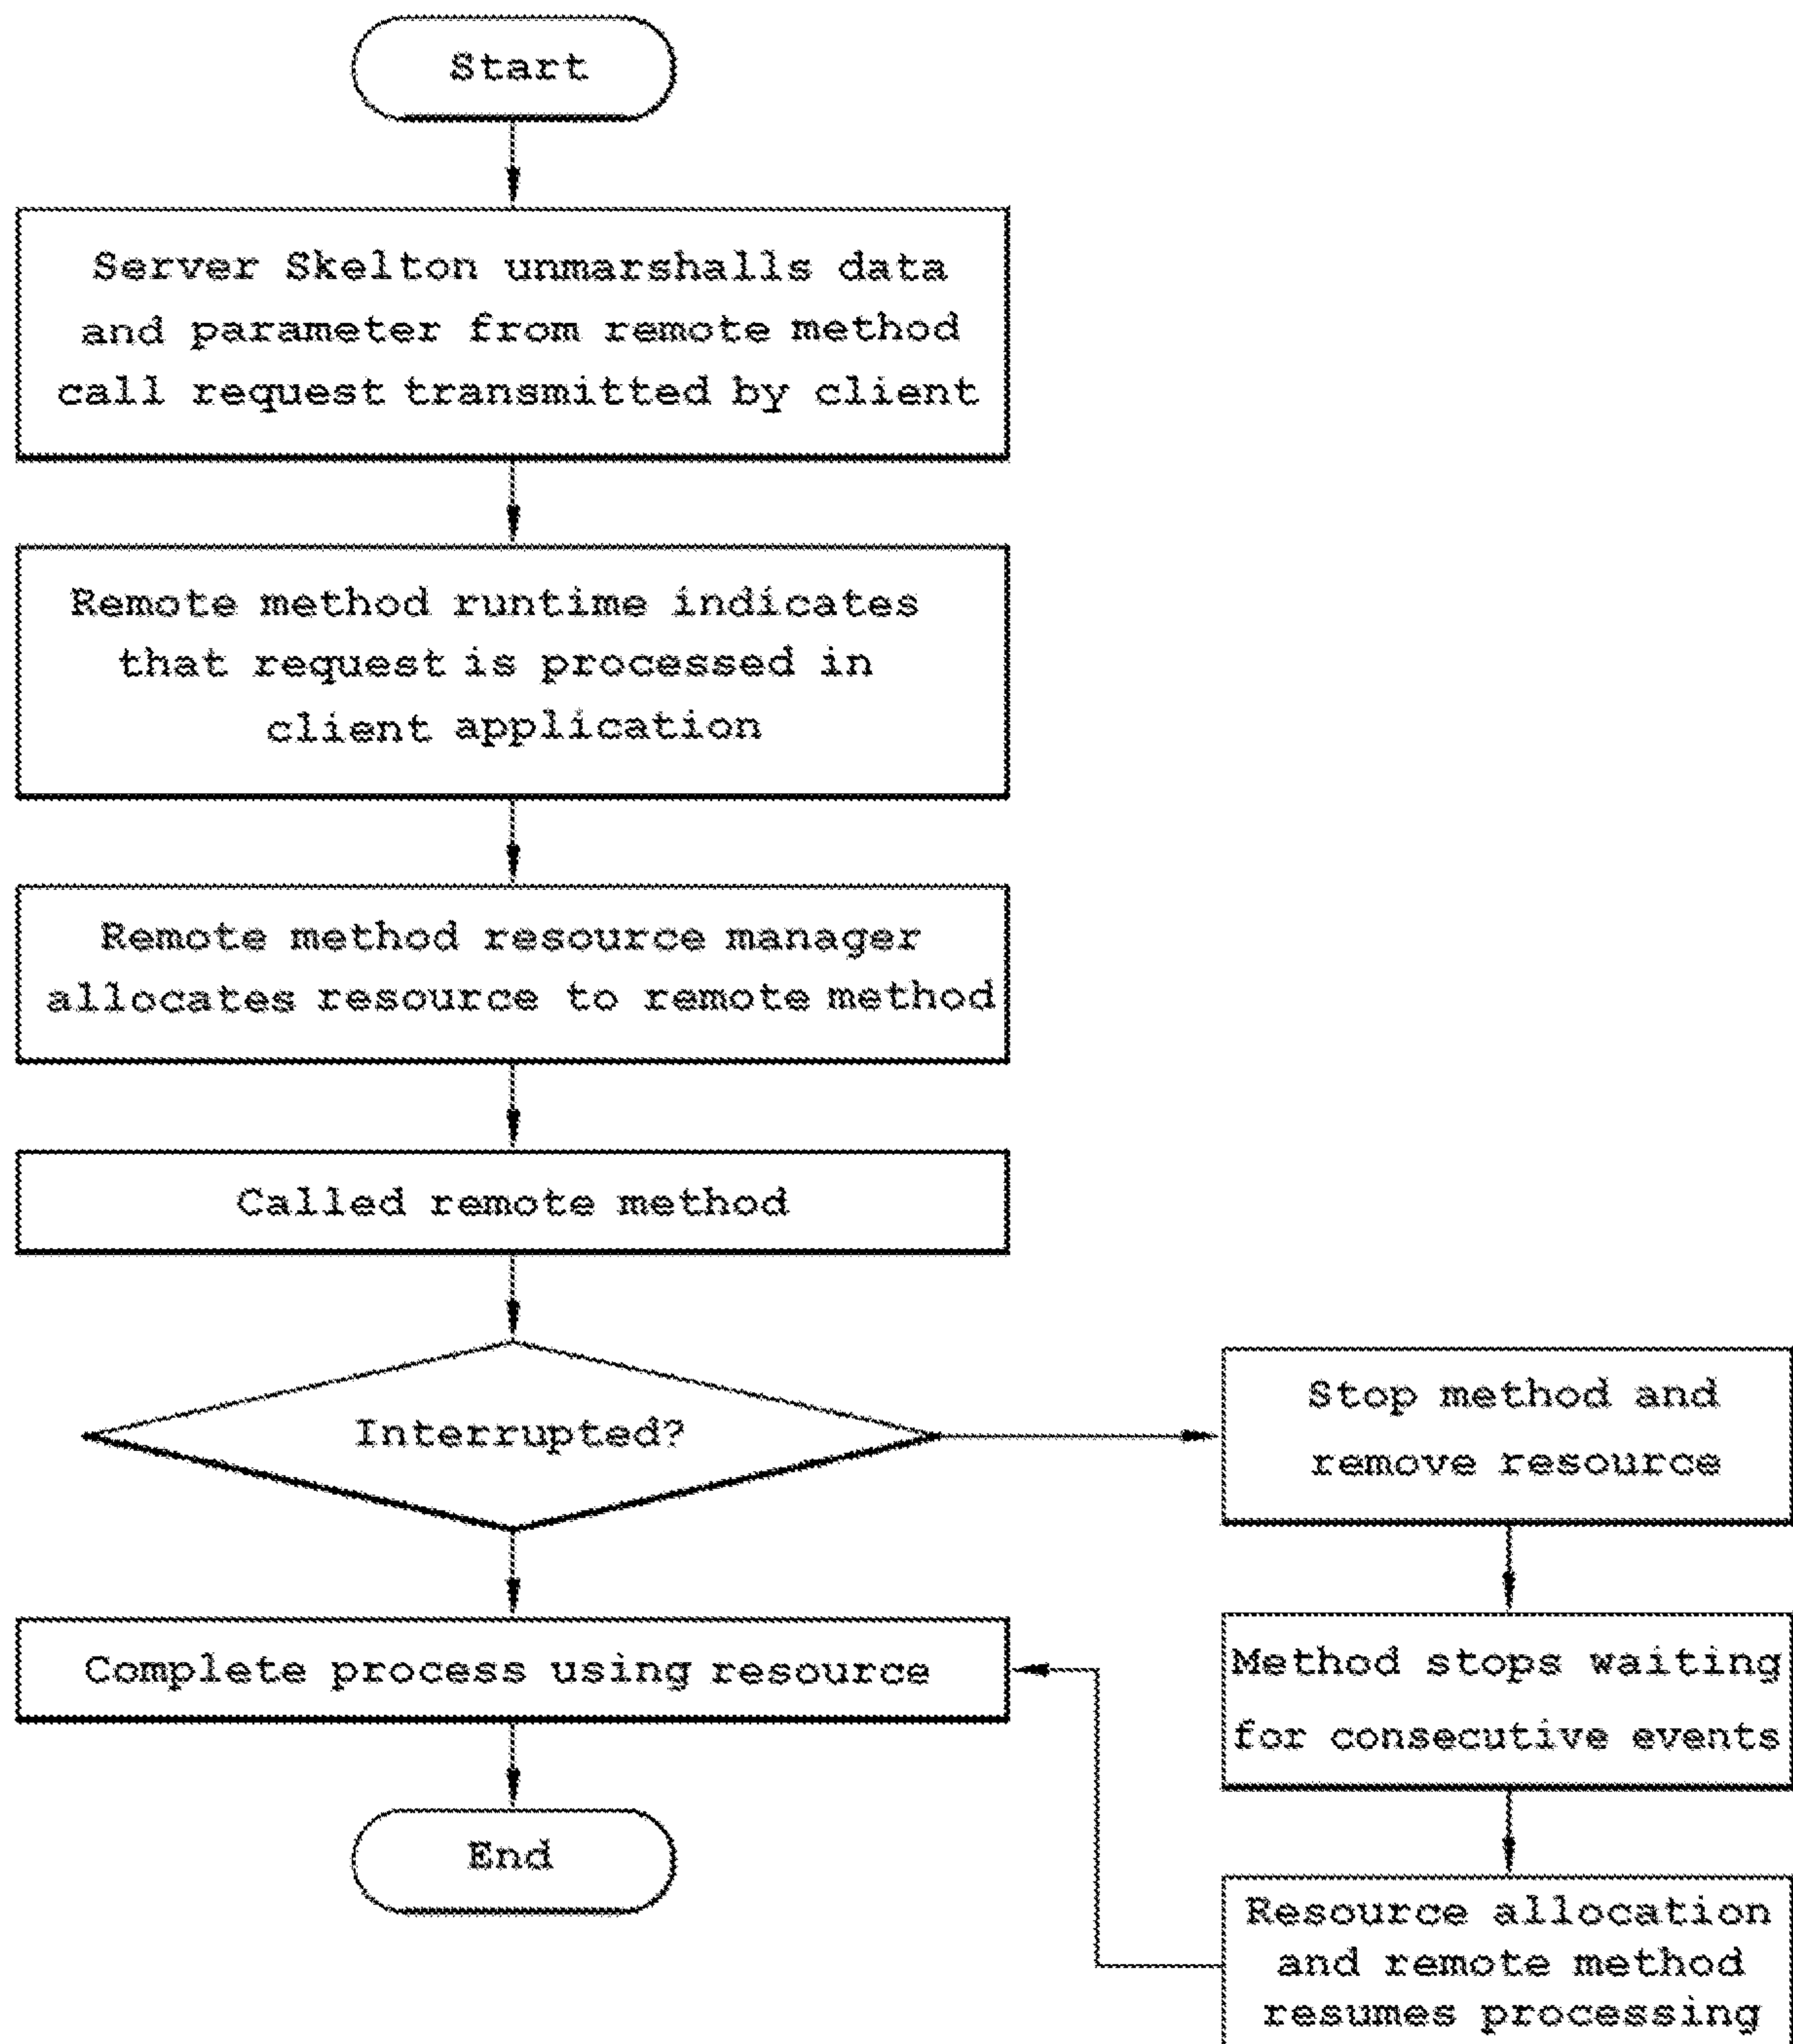 Start
Server Skelton unmarshalls data
and parameter from remote method
call request transmitted by client
Remote method runtime indicates
that request is processed in
client application
Remote method resource manager
allocates resource to remote method
Called remote method
Interrupted?
Stop method and
remove resource
Complete process using resource
Method stops waiting
for consecutive events
End
Resource allocation
and remote method
resumes processing